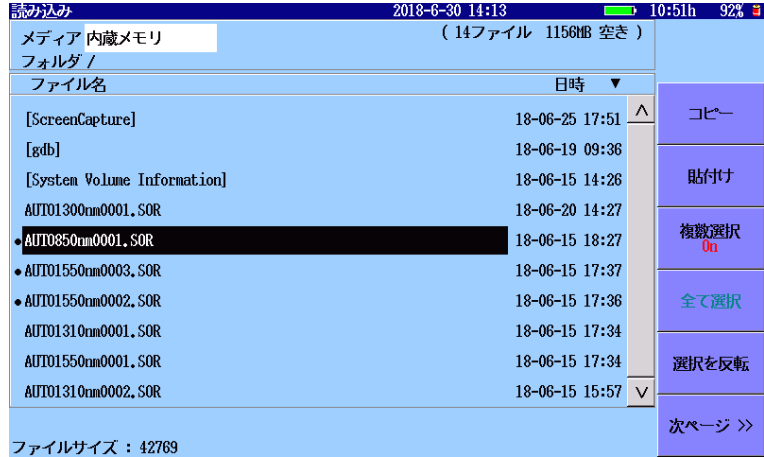 読み込み 2018-6-30 14:13 10:51h 92%
メディア 内蔵メモリ ( 14ファイル 1156MB 空き )
フォルダ /
ファイル名 日時 ▼
[ScreenCapture] 18-06-25 17:51
[gdb] 18-06-19 09:36
[System Volume Information] 18-06-15 14:26
AUTO1300nm0001.SOR 18-06-20 14:27
●AUTO850nm0001.SOR 18-06-15 18:27
●AUTO1550nm0003.SOR 18-06-15 17:37
●AUTO1550nm0002.SOR 18-06-15 17:36
AUTO1310nm0001.SOR 18-06-15 17:34
AUTO1550nm0001.SOR 18-06-15 17:34
AUTO1310nm0002.SOR 18-06-15 15:57
ファイルサイズ : 42769
コピー
貼付け
複数選択
On
全て選択
選択を反転
次ページ >>